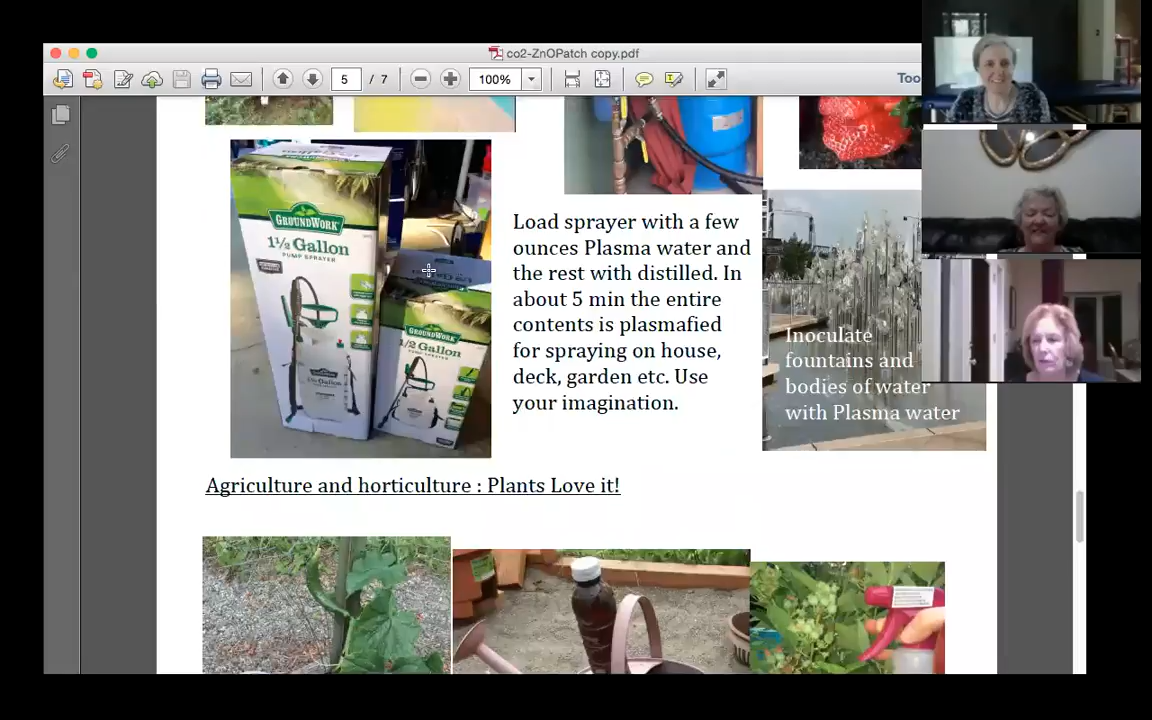 co2-ZnOPatch copy.pdf
5 / 7
100%
Too
GROUNDWORK
1½ Gallon
PUMP SPRAYER
GROUNDWORK
1/2 Gallon
Load sprayer with a few
ounces Plasma water and
the rest with distilled. In
about 5 min the entire
contents is plasmafied
for spraying on house,
deck, garden etc. Use
your imagination.
Inoculate
fountains and
bodies of water
with Plasma water
Agriculture and horticulture : Plants Love it!